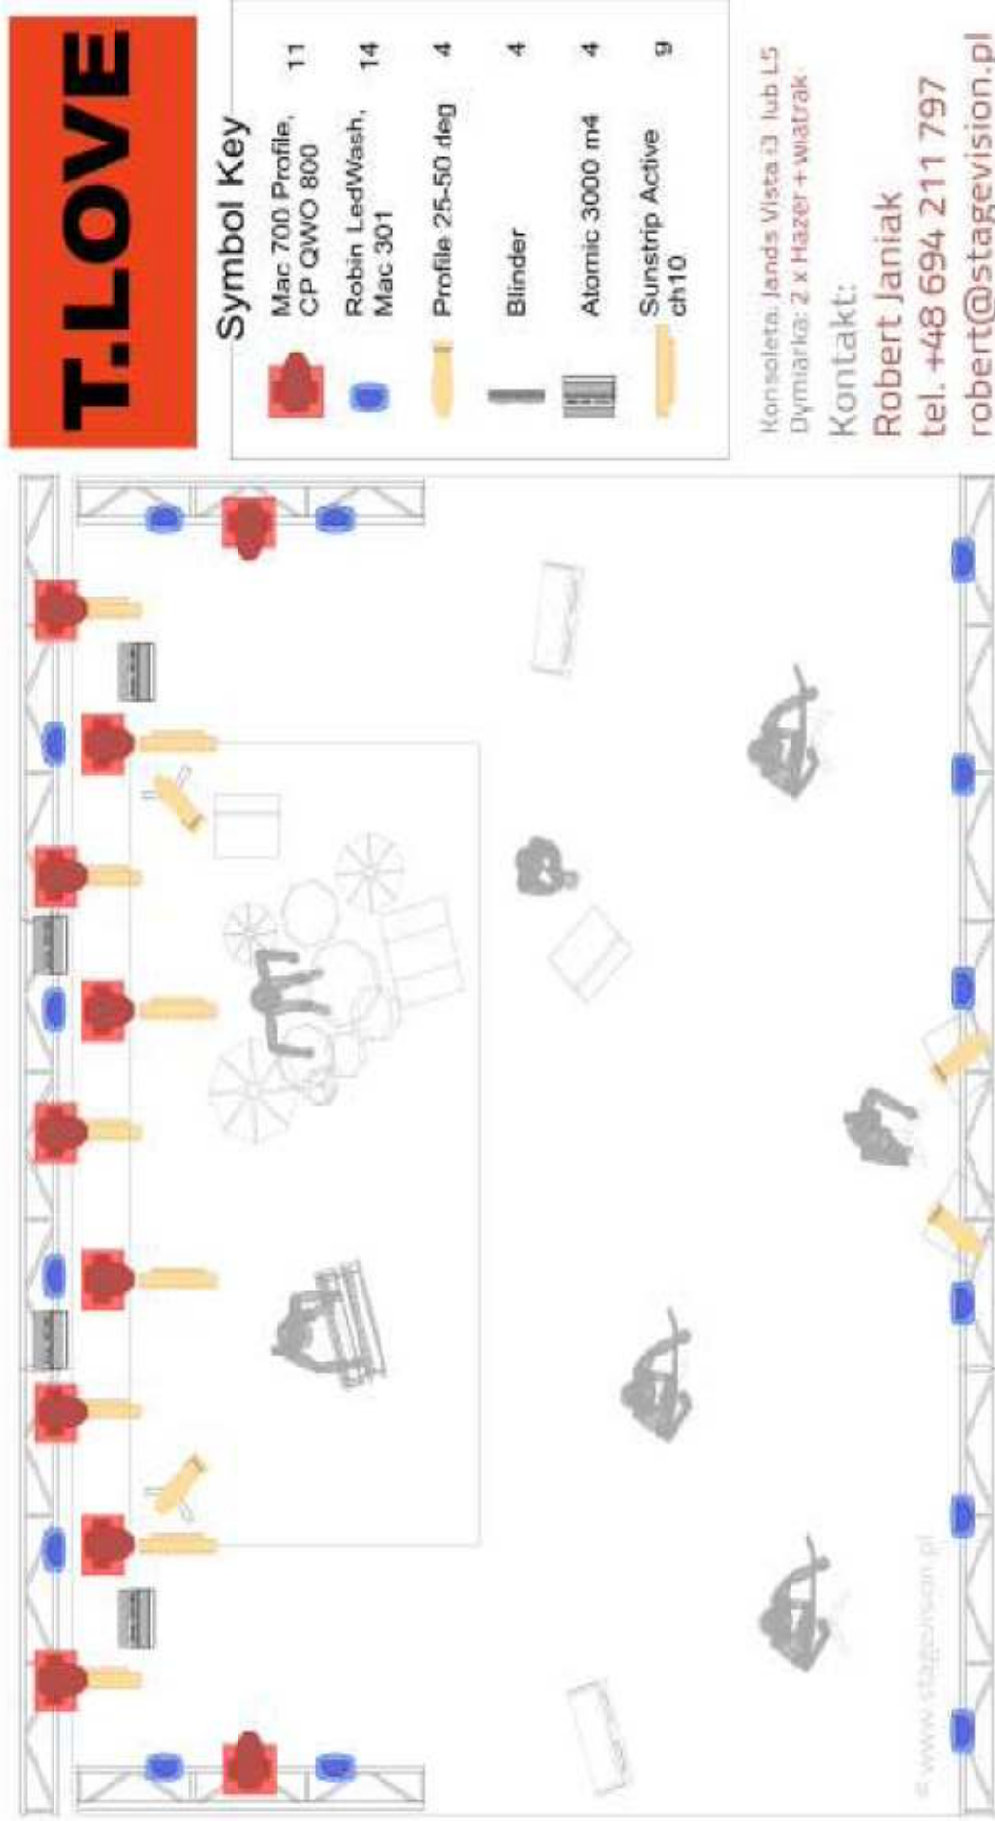 T.LOVE
Symbol Key
Mac 700 Profile, 11
CP QWO 800
Robin LedWash, 14
Mac 301
Profile 25-50 deg 4
Blinder 4
Atomic 3000 m4 4
Sunstrip Active 9
ch10
Konsoleta: Jands Vista i3 lub L5
Dymiarka: 2 x Hazer+wiatrak
Kontakt:
Robert Janiak
tel. +48 694 211 797
robert@stagevision.pl
©www.stagevision.pl